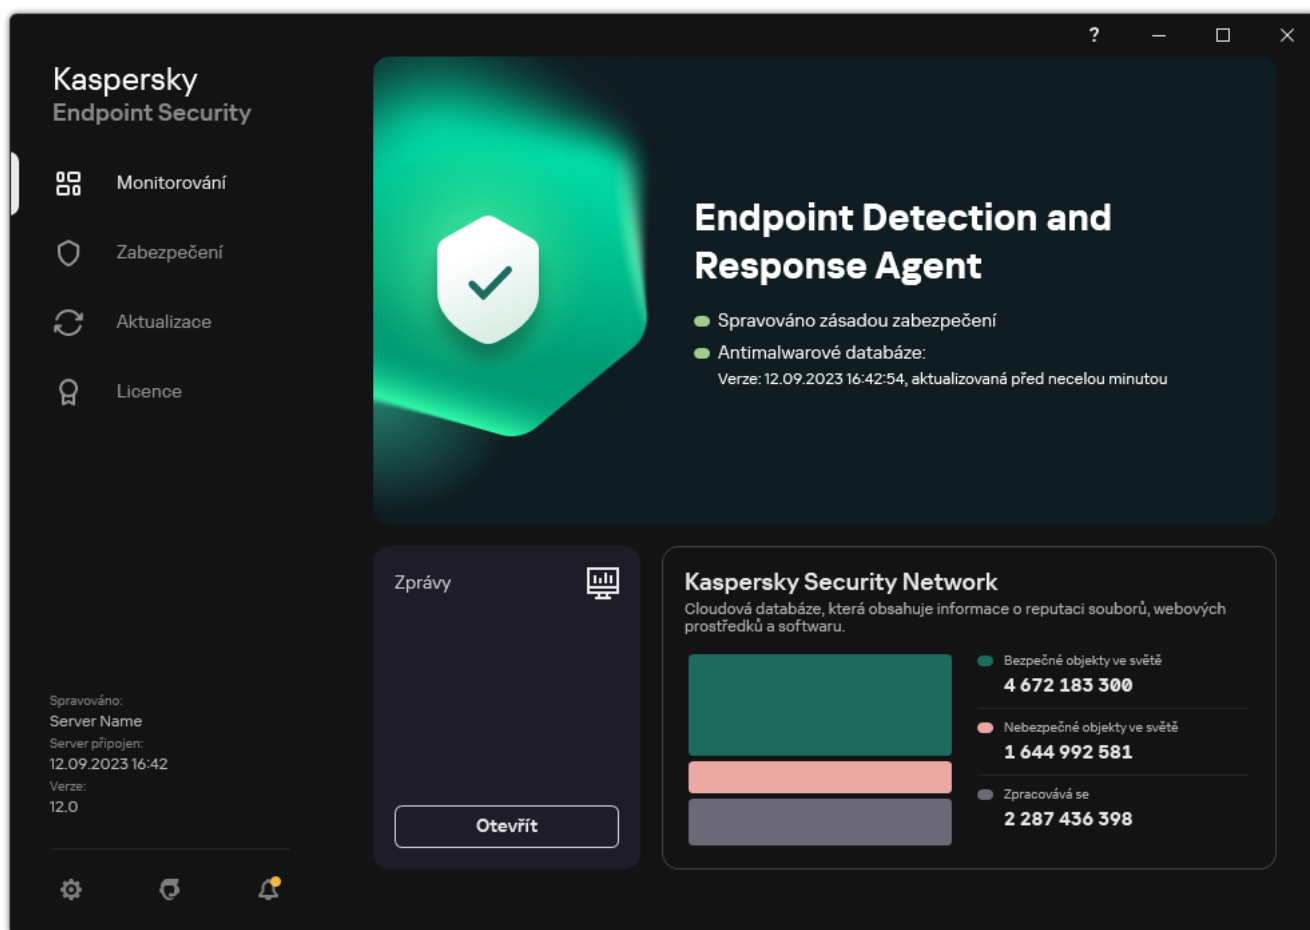 ?
Kaspersky
Endpoint Security
Monitorování
Zabezpečení
Aktualizace
Licence
Endpoint Detection and
Response Agent
Spravováno zásadou zabezpečení
Antimalwarové databáze:
Verze: 12.09.2023 16:42:54, aktualizovaná před necelou minutou
Zprávy
Otevřít
Kaspersky Security Network
Cloudová databáze, která obsahuje informace o reputaci souborů, webových
prostředků a softwaru.
Bezpečné objekty ve světě
4 672 183 300
Nebezpečné objekty ve světě
1 644 992 581
Zpracovává se
2 287 436 398
Spravováno:
Server Name
Server připojen:
12.09.2023 16:42
Verze:
12.0